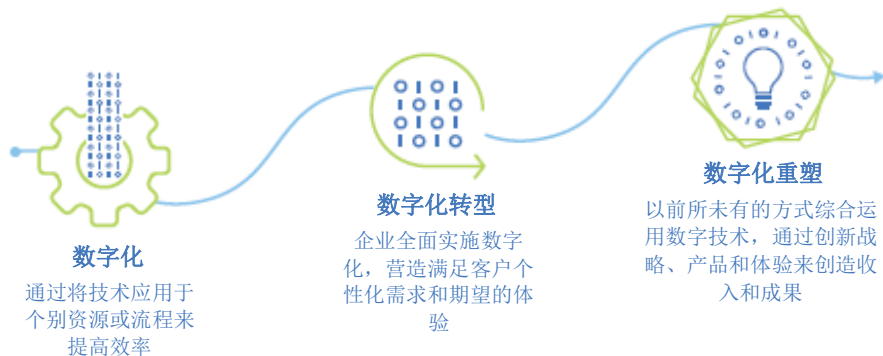 数字化
通过将技术应用于
个别资源或流程来
提高效率
数字化转型
企业全面实施数字
化，营造满足客户个
性化需求和期望的体
验
数字化重塑
以前所未有的方式综合运
用数字技术，通过创新战
略、产品和体验来创造收
入和成果